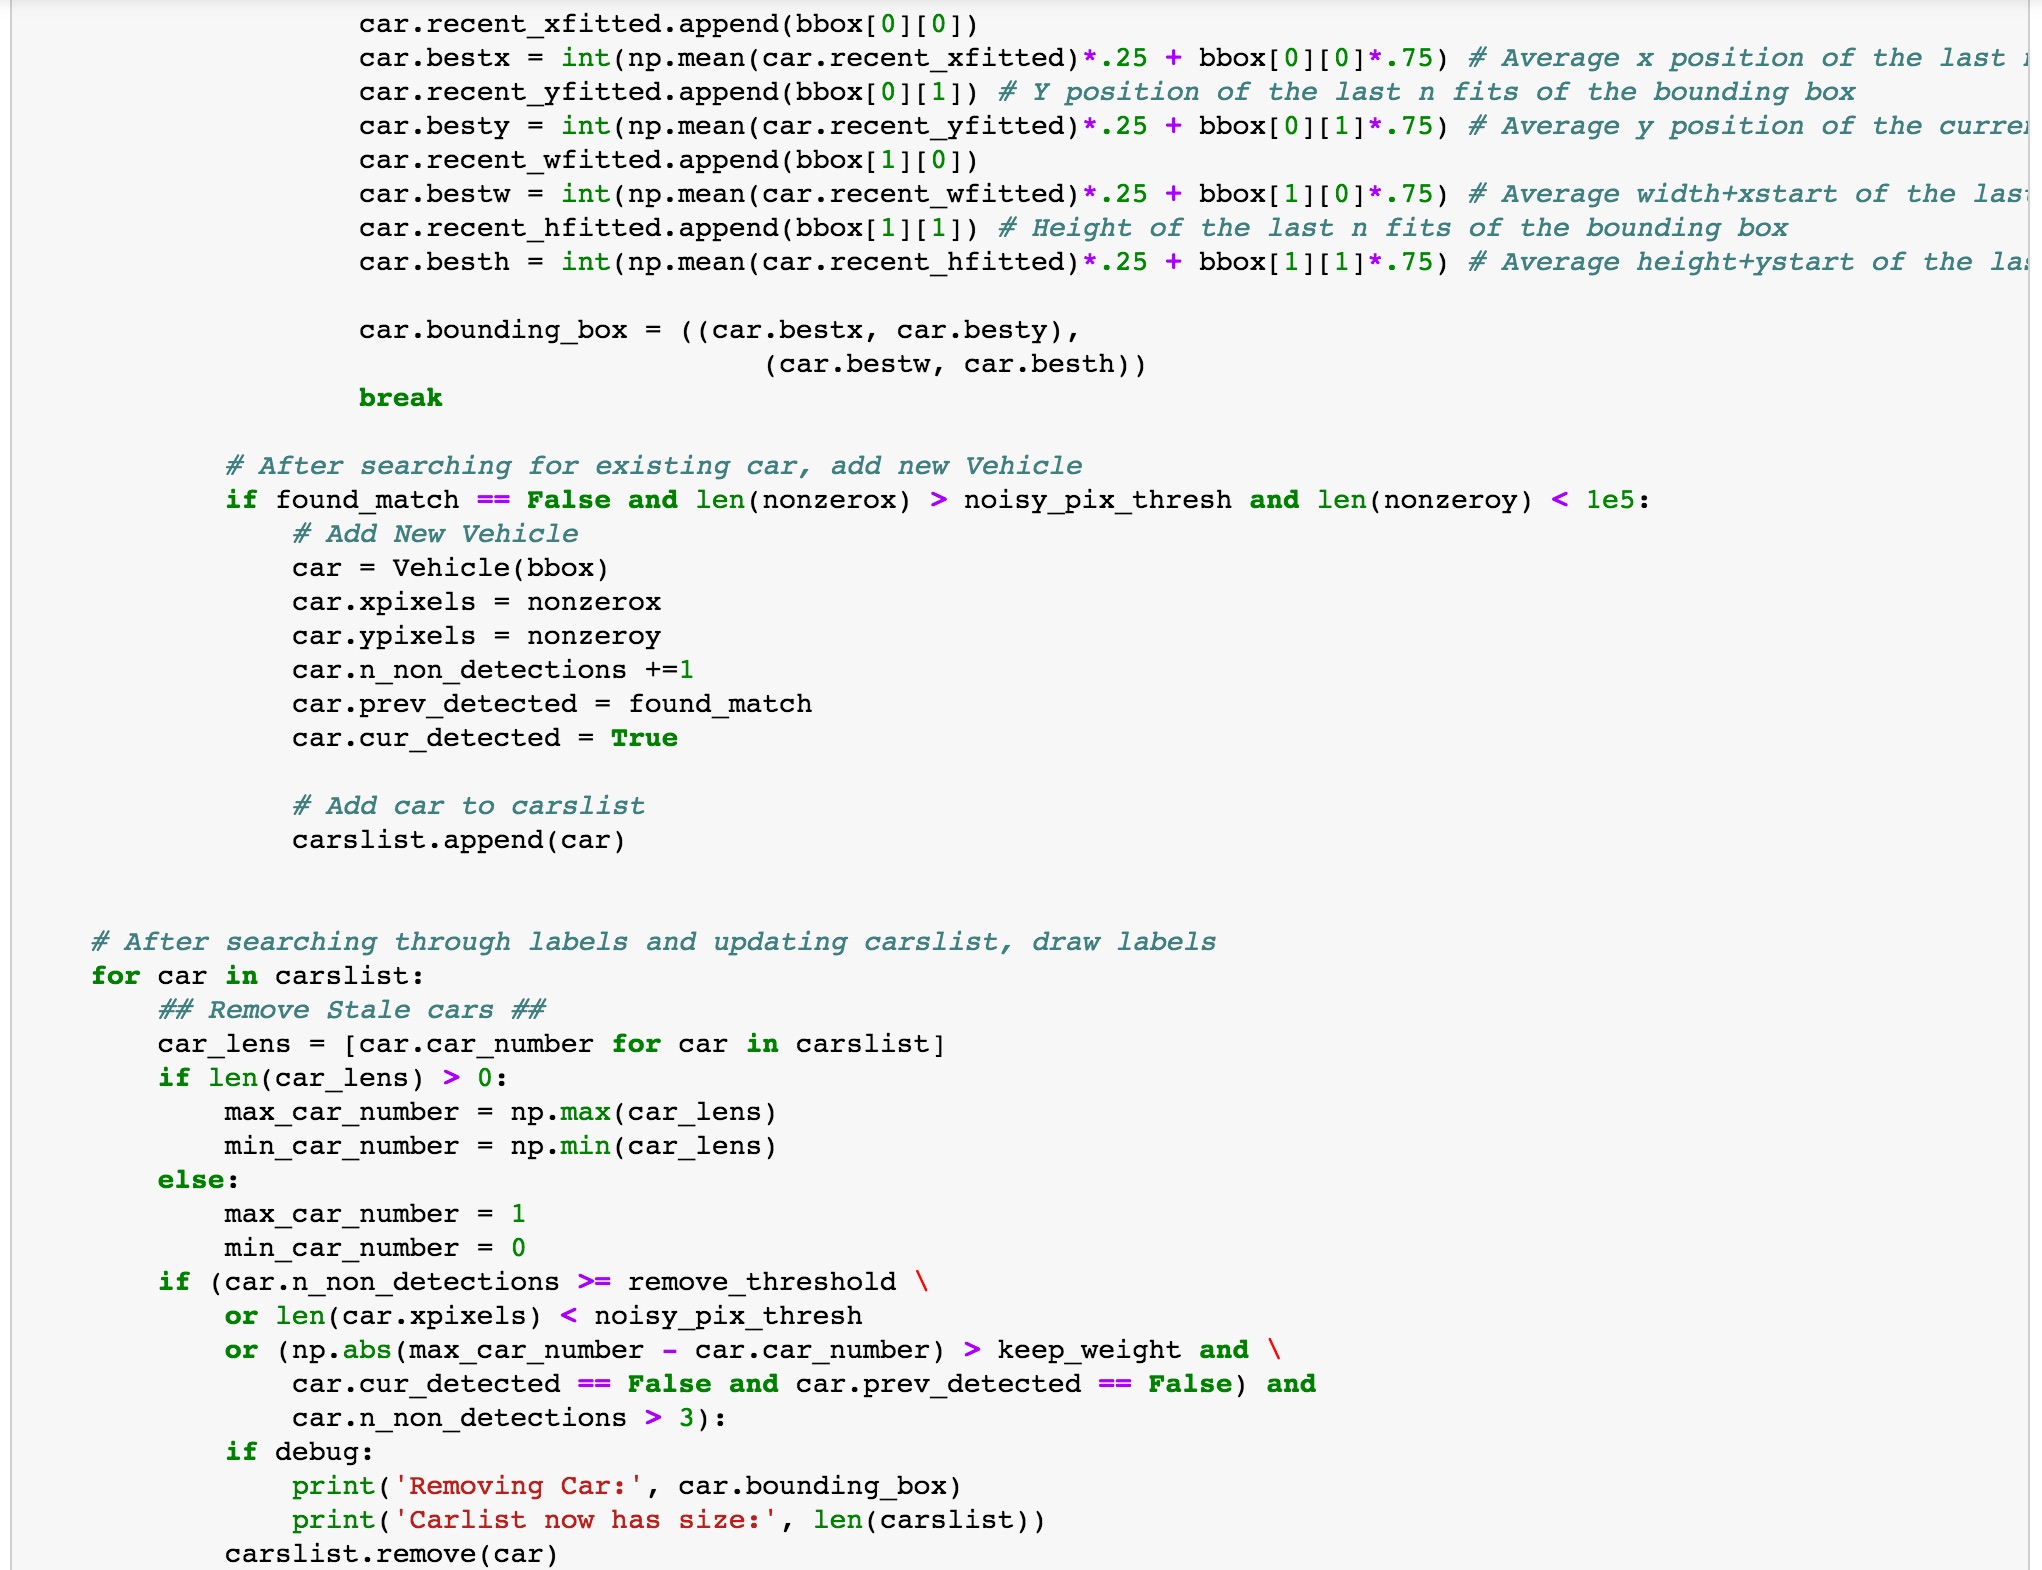 car.recent_xfitted.append(bbox[0][0])
car.bestx = int(np.mean(car.recent_xfitted)*.25 + bbox[0][0]*.75) # Average x position of the last
car.recent_yfitted.append(bbox[0][1]) # Y position of the last n fits of the bounding box
car.besty = int(np.mean(car.recent_yfitted)*.25 + bbox[0][1]*.75) # Average y position of the
car.recent_wfitted.append(bbox[1][0])
car.bestw = int(np.mean(car.recent_wfitted)*.25 + bbox[1][0]*.75) # Average width+xstart of the
car.recent_hfitted.append(bbox[1][1]) # Height of the last n fits of the bounding box
car.besth = int(np.mean(car.recent_hfitted)*.25 + bbox[1][1]*.75) # Average height+ystart of the
car.bounding_box = ((car.bestx, car.besty),
(car.bestw, car.besth))
break
# After searching for existing car, add new Vehicle
if found_match == False and len(nonzerox) > noisy_pix_thresh and len(nonzeroy) < 1e5:
# Add New Vehicle
car = Vehicle(bbox)
car.xpixels = nonzerox
car.ypixels = nonzeroy
car.n_non_detections +=1
car.prev_detected = found_match
car.cur_detected = True
# Add car to carslist
carslist.append(car)
# After searching through labels and updating carslist, draw labels
for car in carslist:
## Remove Stale cars ##
car_lens = [car.car_number for car in carslist]
if len(car_lens) > 0:
max_car_number = np.max(car_lens)
min_car_number = np.min(car_lens)
else:
max_car_number = 1
min_car_number = 0
if (car.n_non_detections >= remove_threshold \
or len(car.xpixels) < noisy_pix_thresh
or (np.abs(max_car_number - car.car_number) > keep_weight and \
car.cur_detected == False and car.prev_detected == False) and
car.n_non_detections > 3):
if debug:
print('Removing Car:', car.bounding_box)
print('Carlist now has size:', len(carslist))
carslist.remove(car)